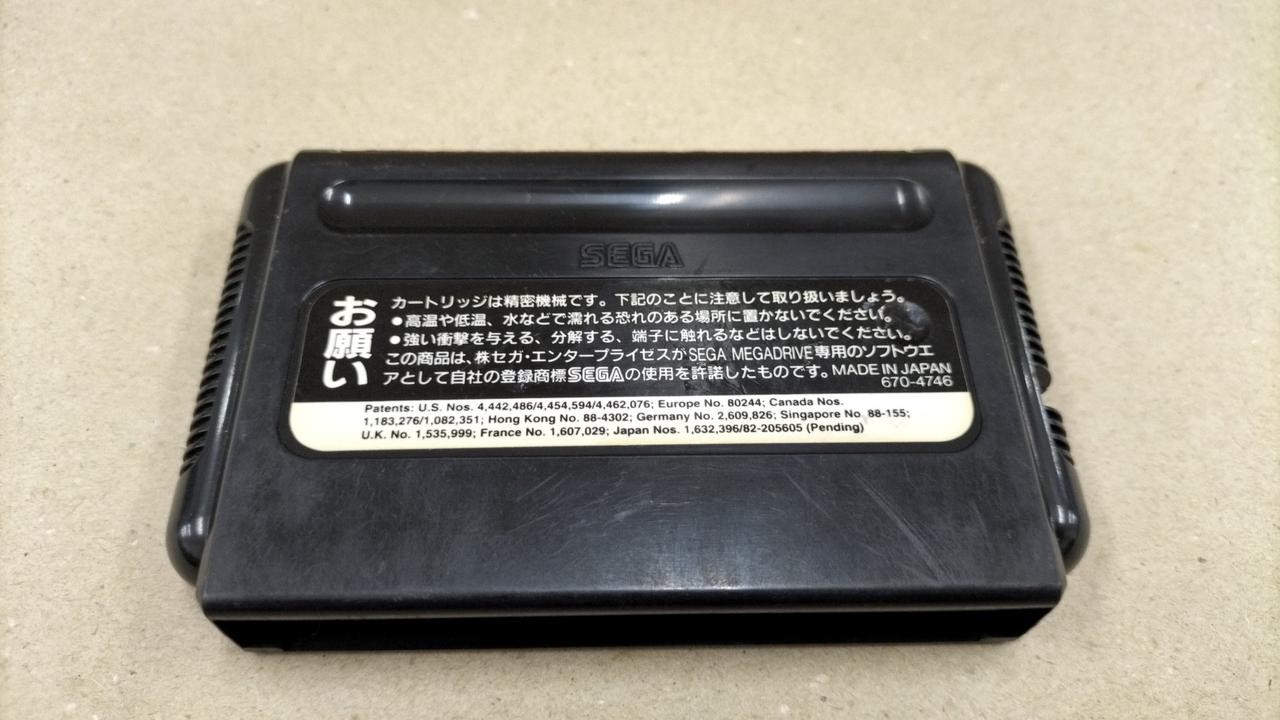 SEGA
お願い
カートリッジは精密機械です。下記のことに注意して取り扱いましょう。
●高温や低温、水などで濡れる恐れのある場所に置かないでください。
●強い衝撃を与える、分解する、端子に触れるなどはしないでください。
この商品は、株セガ・エンタープライゼスがSEGA MEGADRIVE専用のソフトウエ
アとして自社の登録商標SEGAの使用を許諾したものです。MADE IN JAPAN
670-4746
Patents: U.S. Nos. 4,442,486/4,454,594/4,462,076; Europe No. 80244; Canada Nos.
1,183,276/1,082,351; Hong Kong No. 88-4302; Germany No. 2,609,826; Singapore No. 88-155;
U.K. No. 1,535,999; France No. 1,607,029; Japan Nos. 1,632,396/82-205605 (Pending)